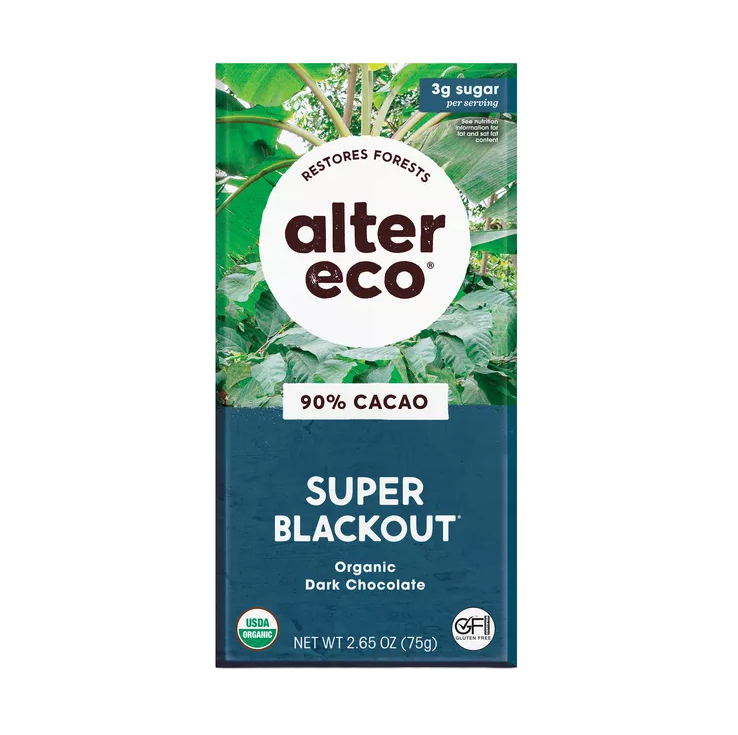 3g sugar
per serving
See nutrition
information for
fat and sat fat
content
RESTORES FORESTS
alter
eco®
90% CACAO
SUPER
BLACKOUT
Organic
Dark Chocolate
USDA
ORGANIC
GF
GLUTEN FREE
NET WT 2.65 OZ (75g)